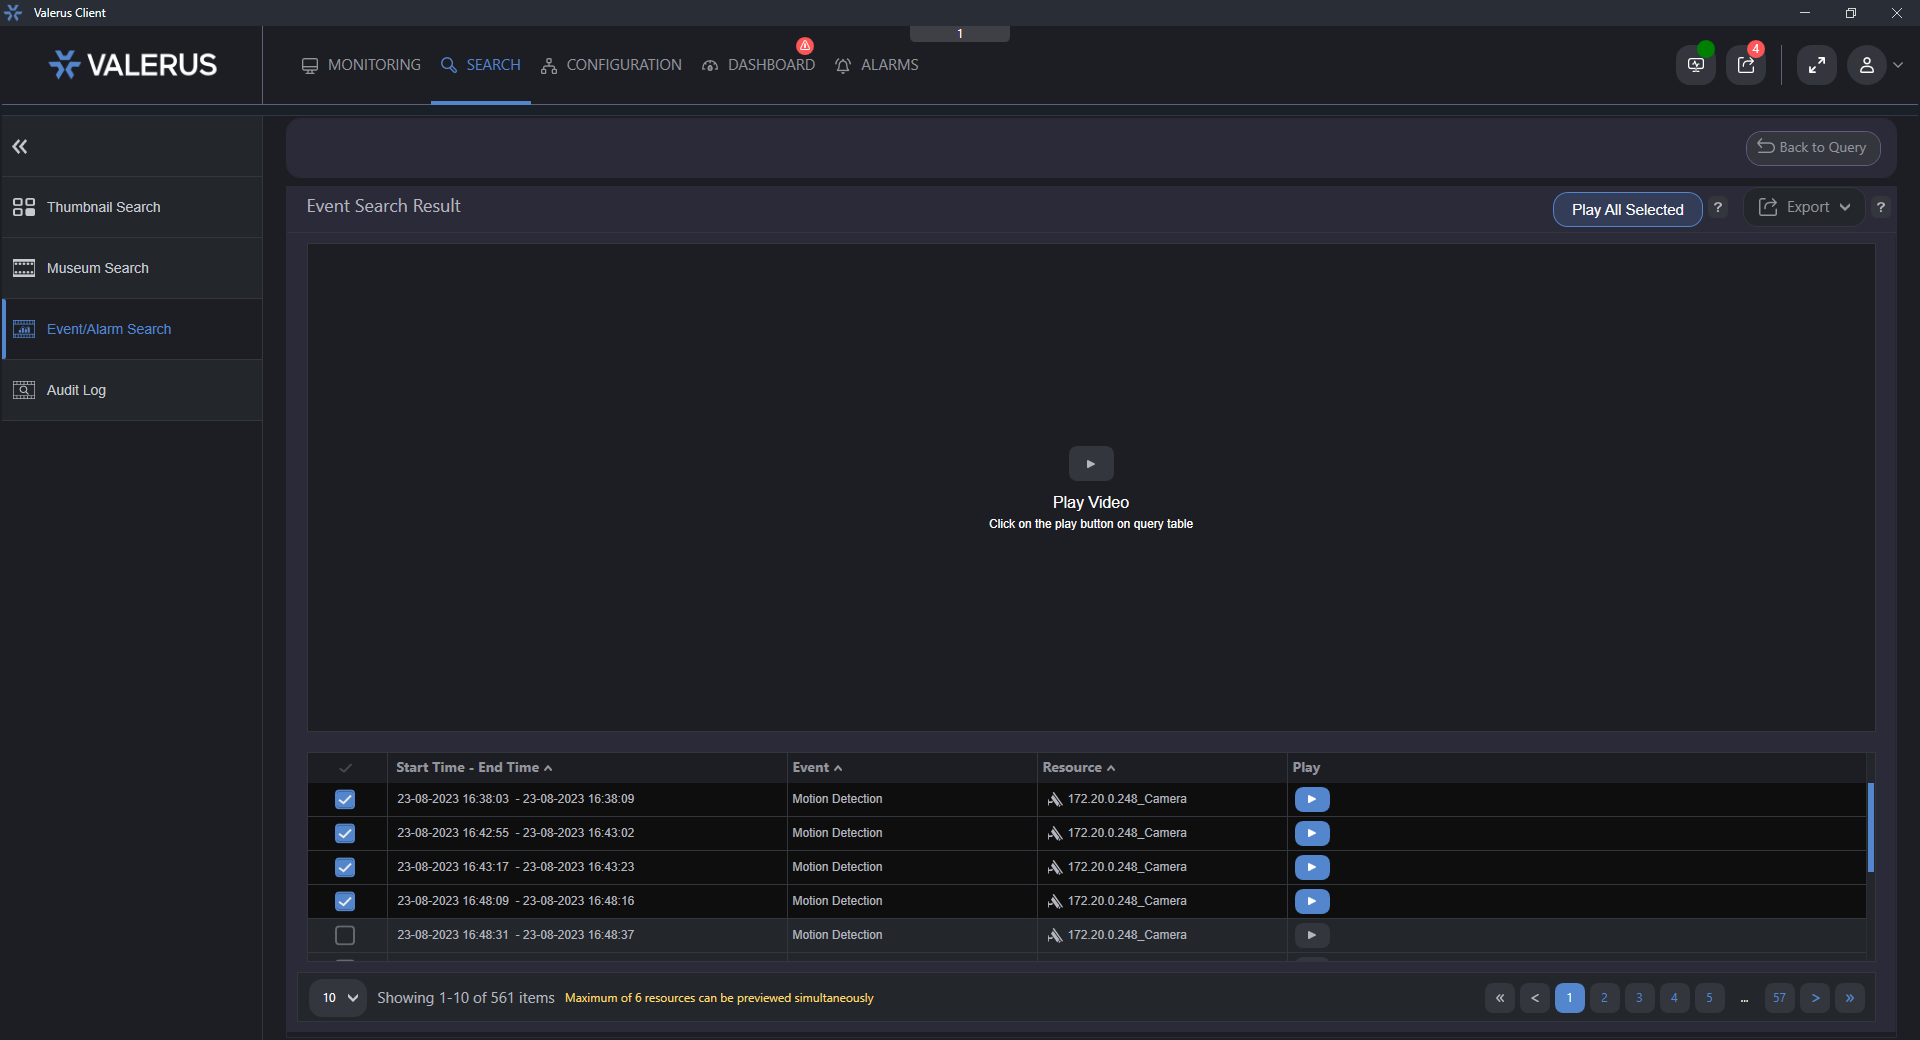 Valerus Client
1
VALERUS
MONITORING
SEARCH
CONFIGURATION
DASHBOARD
ALARMS
4
Back to Query
Thumbnail Search
Museum Search
Event/Alarm Search
Audit Log
Event Search Result
Play All Selected
?
Export
?
Play Video
Click on the play button on query table
Start Time - End Time Event Resource Play
23-08-2023 16:38:03 - 23-08-2023 16:38:09 Motion Detection 172.20.0.248_Camera
23-08-2023 16:42:55 - 23-08-2023 16:43:02 Motion Detection 172.20.0.248_Camera
23-08-2023 16:43:17 - 23-08-2023 16:43:23 Motion Detection 172.20.0.248_Camera
23-08-2023 16:48:09 - 23-08-2023 16:48:16 Motion Detection 172.20.0.248_Camera
23-08-2023 16:48:31 - 23-08-2023 16:48:37 Motion Detection 172.20.0.248_Camera
10 Showing 1-10 of 561 items Maximum of 6 resources can be previewed simultaneously
« < 1 2 3 4 5 ... 57 > »